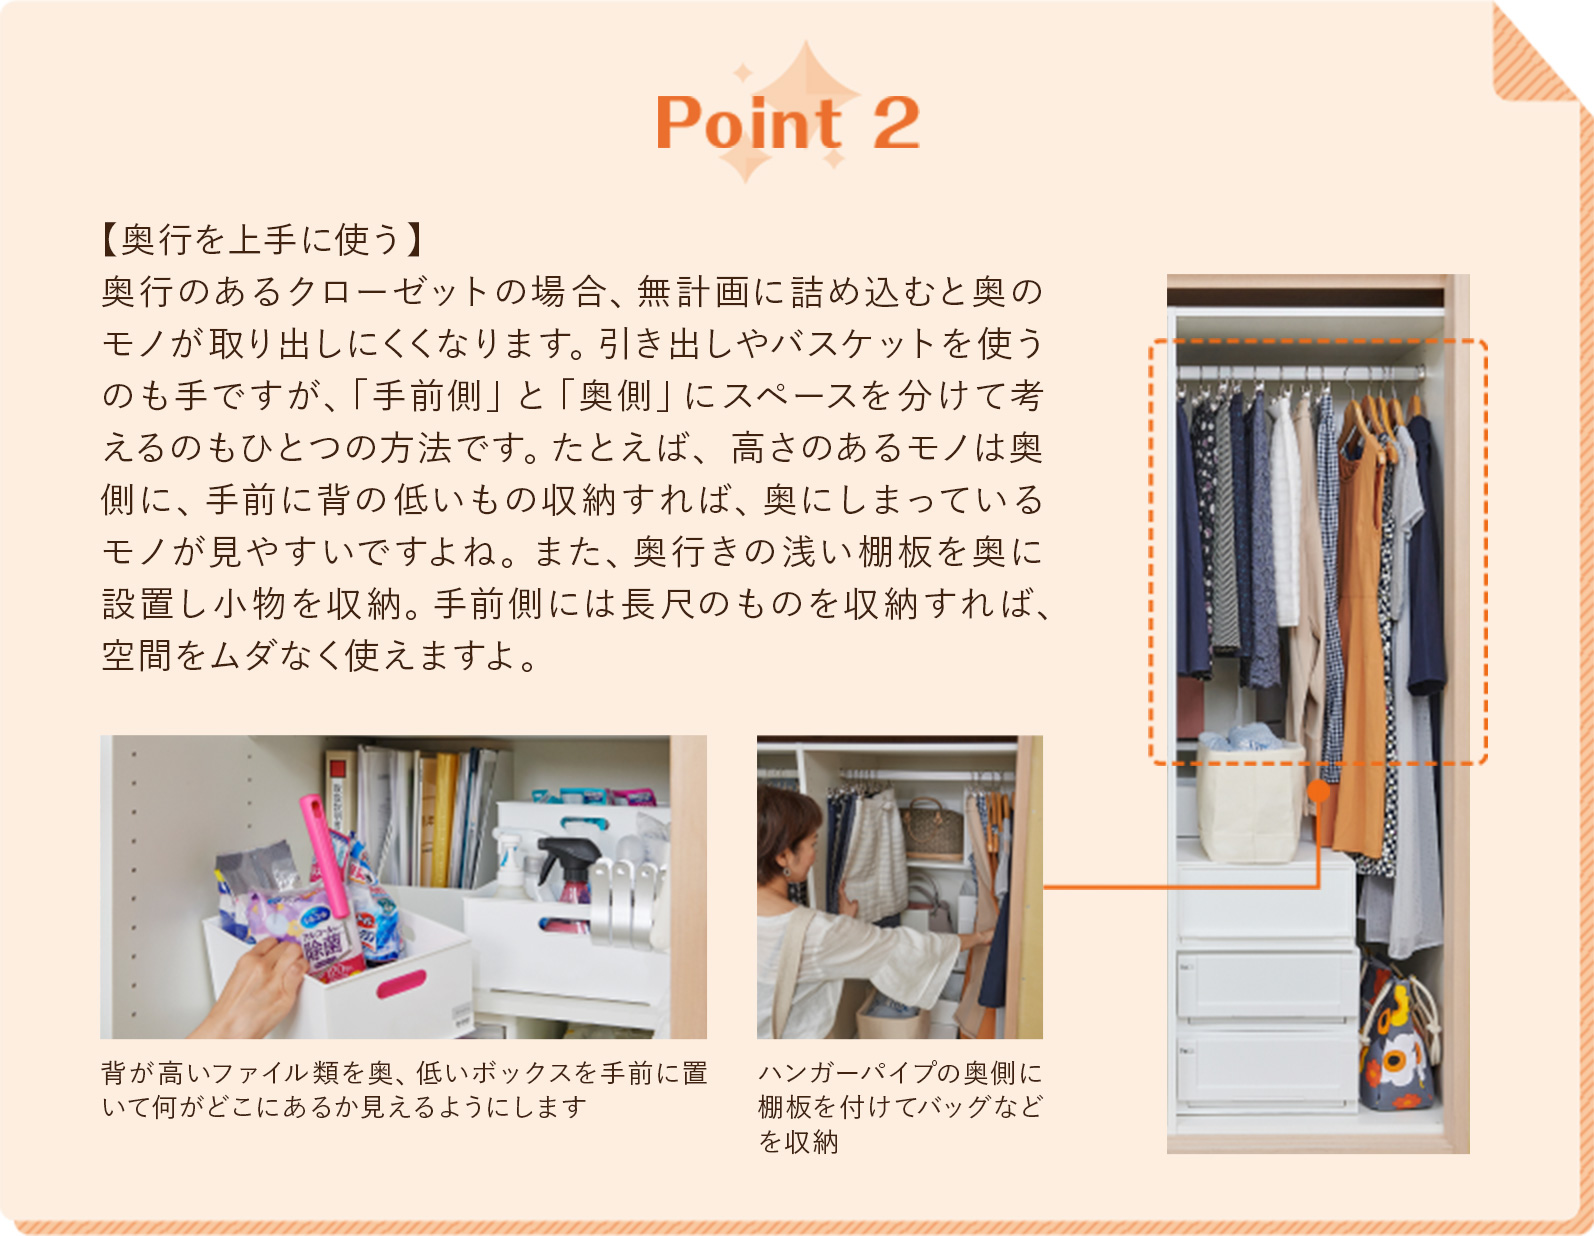 Point 2
【奥行を上手に使う】
奥行のあるクローゼットの場合、無計画に詰め込むと奥の
モノが取り出しにくくなります。引き出しやバスケットを使う
のも手ですが、「手前側」と「奥側」にスペースを分けて考
えるのもひとつの方法です。たとえば、高さのあるモノは奥
側に、手前に背の低いもの収納すれば、奥にしまっている
モノが見やすいですよね。また、奥行きの浅い棚板を奥に
設置し小物を収納。手前側には長尺のものを収納すれば、
空間をムダなく使えますよ。
アルコール
除菌
背が高いファイル類を奥、低いボックスを手前に置
いて何がどこにあるか見えるようにします
ハンガーパイプの奥側に
棚板を付けてバッグなど
を収納